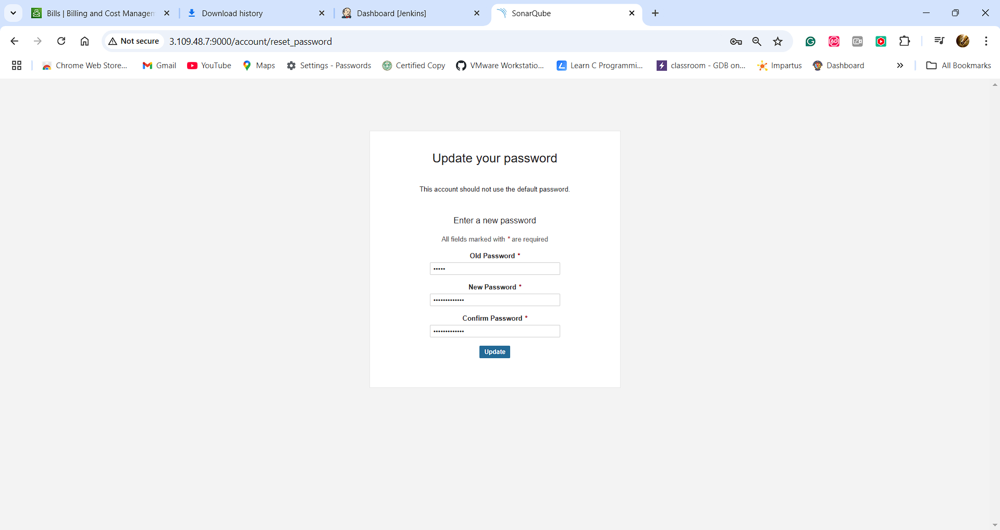 Bills | Billing and Cost Managem
Download history
Dashboard [Jenkins]
SonarQube
Not secure
3.109.48.7:9000/account/reset_password
Chrome Web Store...
Gmail
YouTube
Maps
Settings - Passwords
Certified Copy
VMware Workstatio...
Learn C Programmi...
classroom - GDB on...
Impartus
Dashboard
All Bookmarks
Update your password
This account should not use the default password.
Enter a new password
All fields marked with * are required
Old Password *
•••••
New Password *
•••••••••••••
Confirm Password *
•••••••••••••
Update